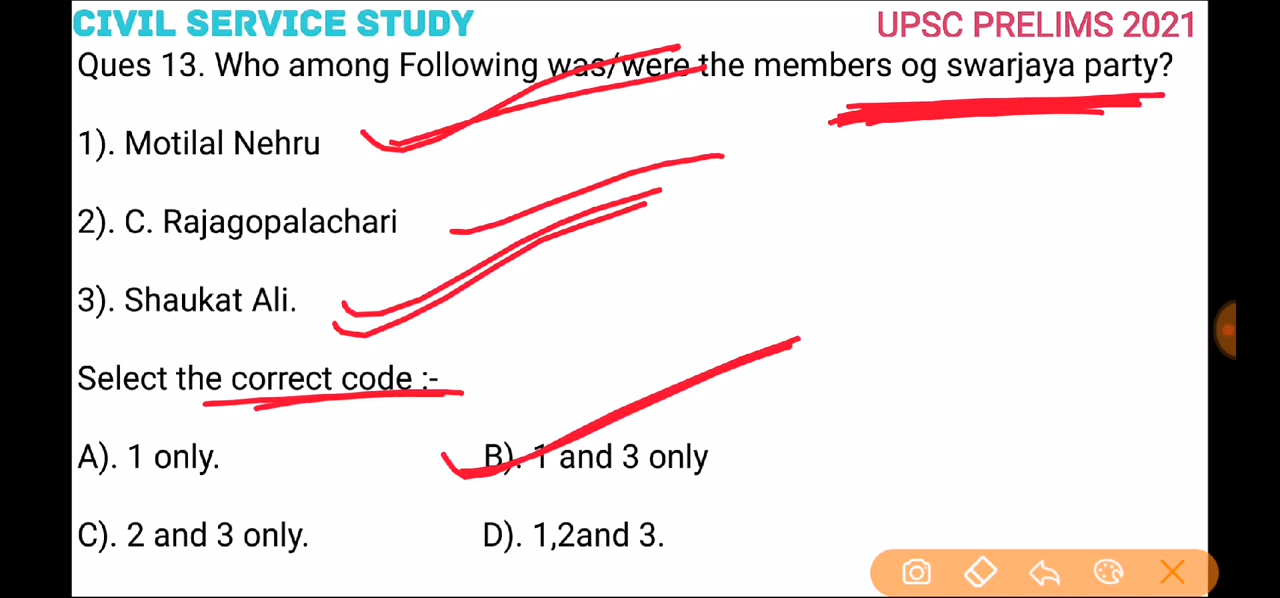 CIVIL SERVICE STUDY UPSC PRELIMS 2021
Ques 13. Who among Following was/were the members og swarjaya party?
1). Motilal Nehru
2). C. Rajagopalachari
3). Shaukat Ali.
Select the correct code :-
A). 1 only. B). 1 and 3 only
C). 2 and 3 only. D). 1,2and 3.